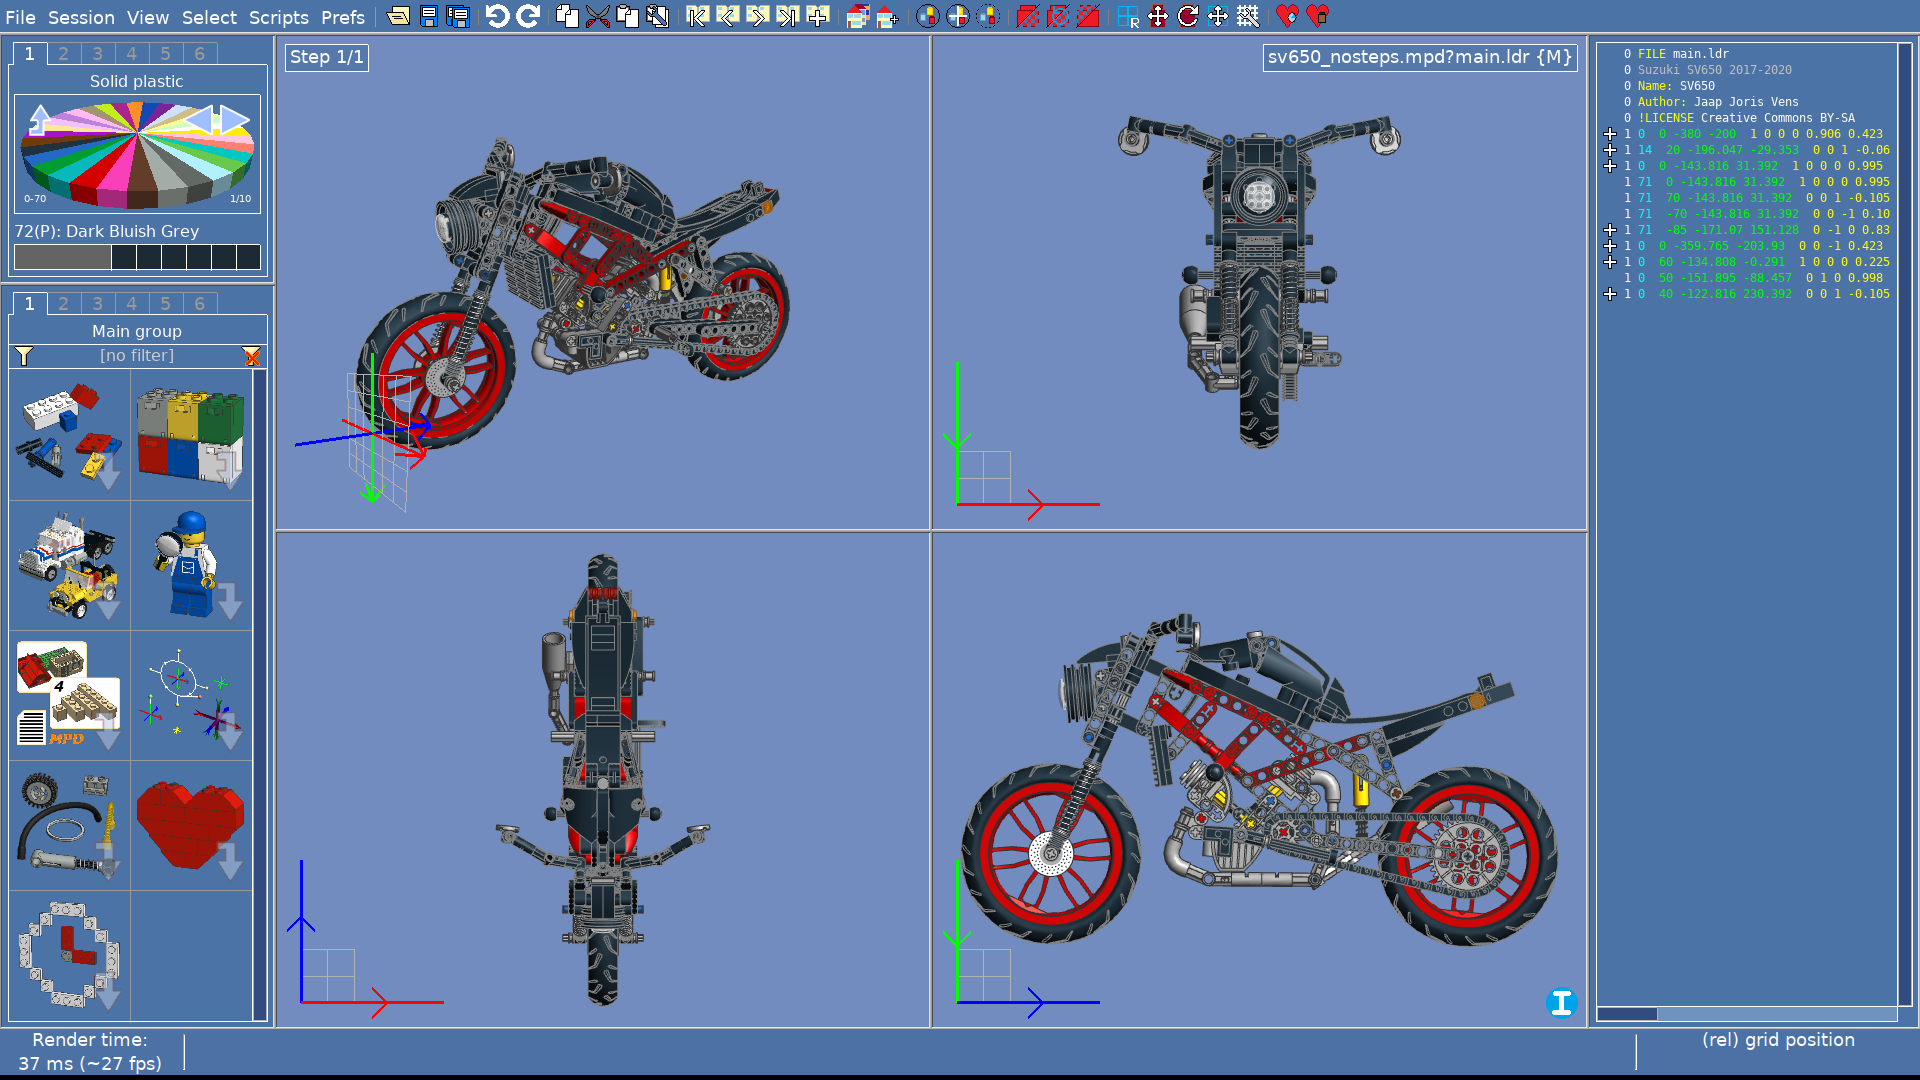 File Session View Select Scripts Prefs
R
1 2 3 4 5 6
Solid plastic
0-70 1/10
72(P): Dark Bluish Grey
1 2 3 4 5 6
Main group
[no filter]
4
MPD
Step 1/1
sv650_nosteps.mpd?main.ldr {M}
0 FILE main.ldr
0 Suzuki SV650 2017-2020
0 Name: SV650
0 Author: Jaap Joris Vens
0 !LICENSE Creative Commons BY-SA
1 0 0 -380 -200 1 0 0 0 0.906 0.423
1 14 20 -196.047 -29.353 0 0 1 -0.06
1 0 0 -143.816 31.392 1 0 0 0 0.995
1 71 0 -143.816 31.392 1 0 0 0 0.995
1 71 70 -143.816 31.392 0 0 1 -0.105
1 71 -70 -143.816 31.392 0 0 -1 0.10
1 71 -85 -171.07 151.128 0 -1 0 0.83
1 0 0 -359.765 -203.93 0 0 -1 0.423
1 0 60 -134.808 -0.291 1 0 0 0 0.225
1 0 50 -151.895 -88.457 0 1 0 0.998
1 0 40 -122.816 230.392 0 0 1 -0.105
Render time:
37 ms (~27 fps)
(rel) grid position